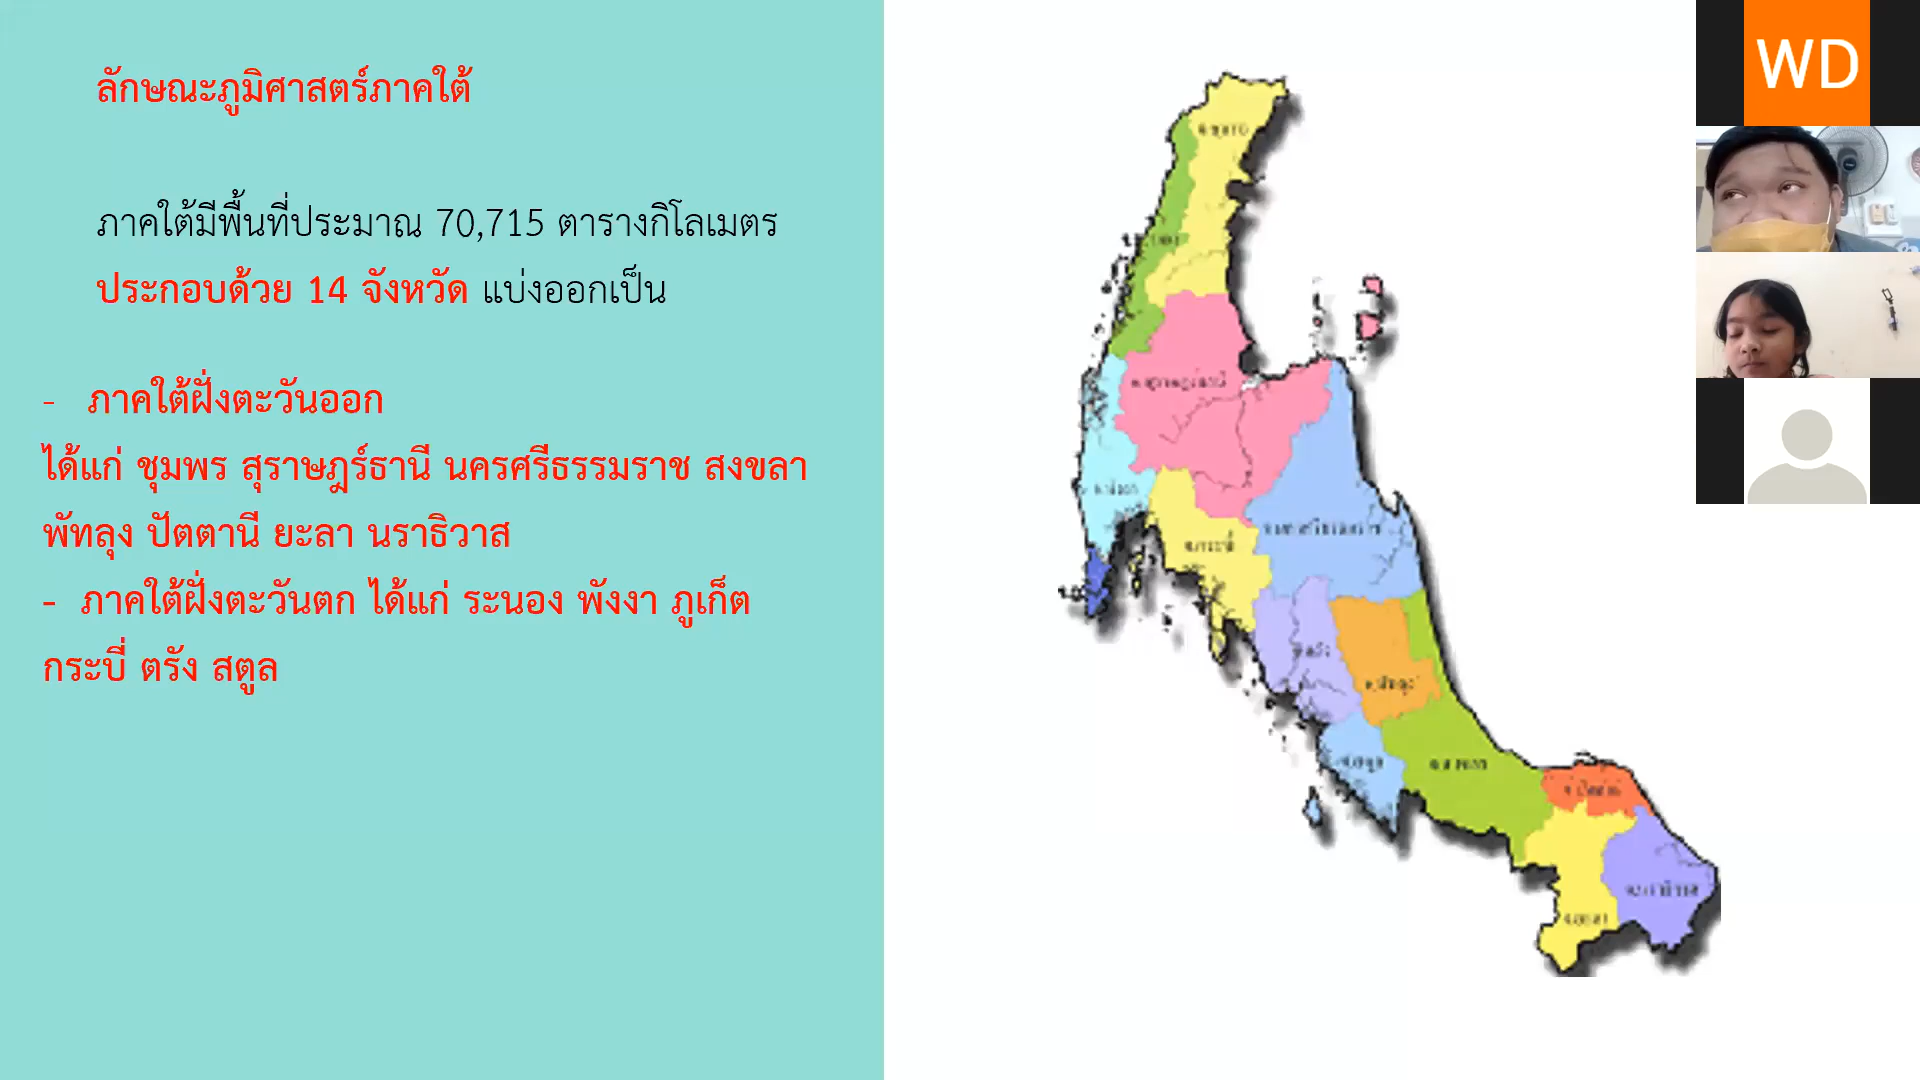 ลักษณะภูมิศาสตร์ภาคใต้
ภาคใต้มีพื้นที่ประมาณ 70,715 ตารางกิโลเมตร
ประกอบด้วย 14 จังหวัด แบ่งออกเป็น
- ภาคใต้ฝั่งตะวันออก
ได้แก่ ชุมพร สุราษฎร์ธานี นครศรีธรรมราช สงขลา
พัทลุง ปัตตานี ยะลา นราธิวาส
- ภาคใต้ฝั่งตะวันตก ได้แก่ ระนอง พังงา ภูเก็ต
กระบี่ ตรัง สตูล
WD